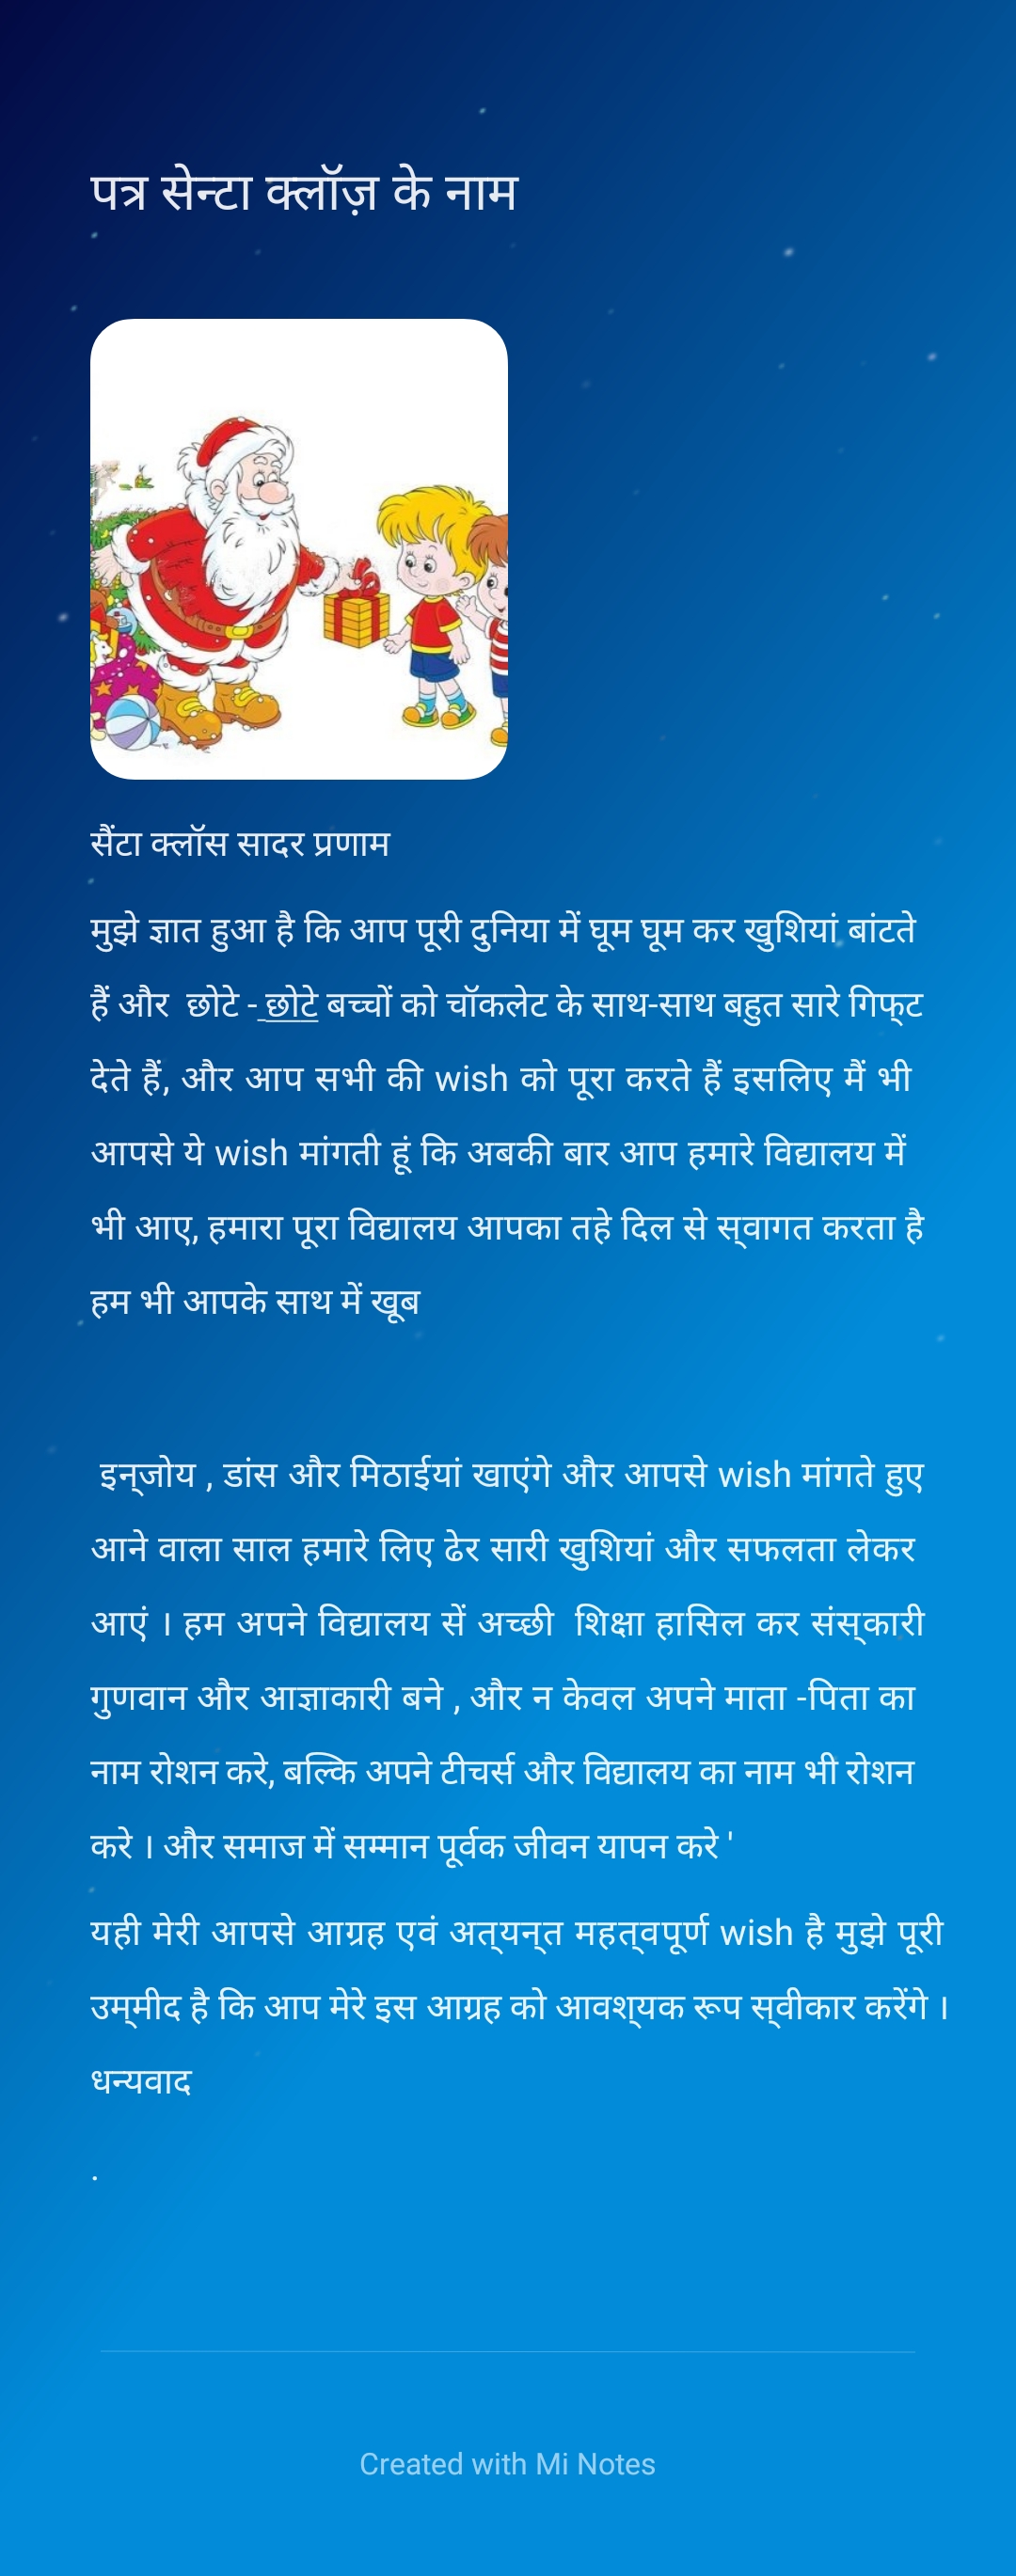 पत्र सेन्टा क्लॉज़ के नाम
सैंटा क्लॉस सादर प्रणाम
मुझे ज्ञात हुआ है कि आप पूरी दुनिया में घूम घूम कर खुशियां बांटते
हैं और  छोटे - छोटे बच्चों को चॉकलेट के साथ-साथ बहुत सारे गिफ्ट
देते हैं, और आप सभी की wish को पूरा करते हैं इसलिए मैं भी
आपसे ये wish मांगती हूं कि अबकी बार आप हमारे विद्यालय में
भी आए, हमारा पूरा विद्यालय आपका तहे दिल से स्वागत करता है
हम भी आपके साथ में खूब
इन्जोय , डांस और मिठाईयां खाएंगे और आपसे wish मांगते हुए
आने वाला साल हमारे लिए ढेर सारी खुशियां और सफलता लेकर
आएं । हम अपने विद्यालय सें अच्छी  शिक्षा हासिल कर संस्कारी
गुणवान और आज्ञाकारी बने , और न केवल अपने माता -पिता का
नाम रोशन करे, बल्कि अपने टीचर्स और विद्यालय का नाम भी रोशन
करे । और समाज में सम्मान पूर्वक जीवन यापन करे '
यही मेरी आपसे आग्रह एवं अत्यन्त महत्वपूर्ण wish है मुझे पूरी
उम्मीद है कि आप मेरे इस आग्रह को आवश्यक रूप स्वीकार करेंगे ।
धन्यवाद
.
Created with Mi Notes